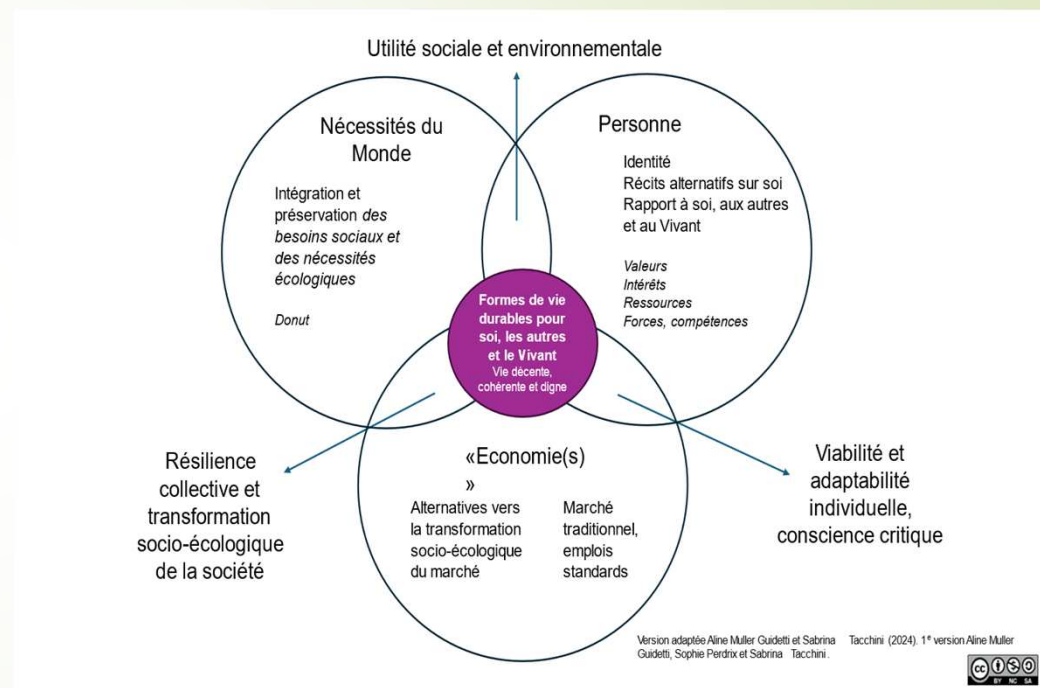 Utilité sociale et environnementale
Nécessités du
Monde
Intégration et
préservation des
besoins sociaux et
des nécessités
écologiques
Donut
Personne
Identité
Récits alternatifs sur soi
Rapport à soi, aux autres
et au Vivant
Valeurs
Intérêts
Ressources
Forces, compétences
Formes de vie
durables pour
soi, les autres
et le Vivant
Vie décente,
cohérente et digne
Résilience
collective et
transformation
socio-écologique
de la société
«Economie(s)
»
Alternatives vers
la transformation
socio-écologique
du marché
Marché
traditionnel,
emplois
standards
Viabilité et
adaptabilité
individuelle,
conscience critique
Version adaptée Aline Muller Guidetti et Sabrina Tacchini (2024). 1e version Aline Muller
Guidetti, Sophie Perdrix et Sabrina Tacchini.
cc
BY NC SA